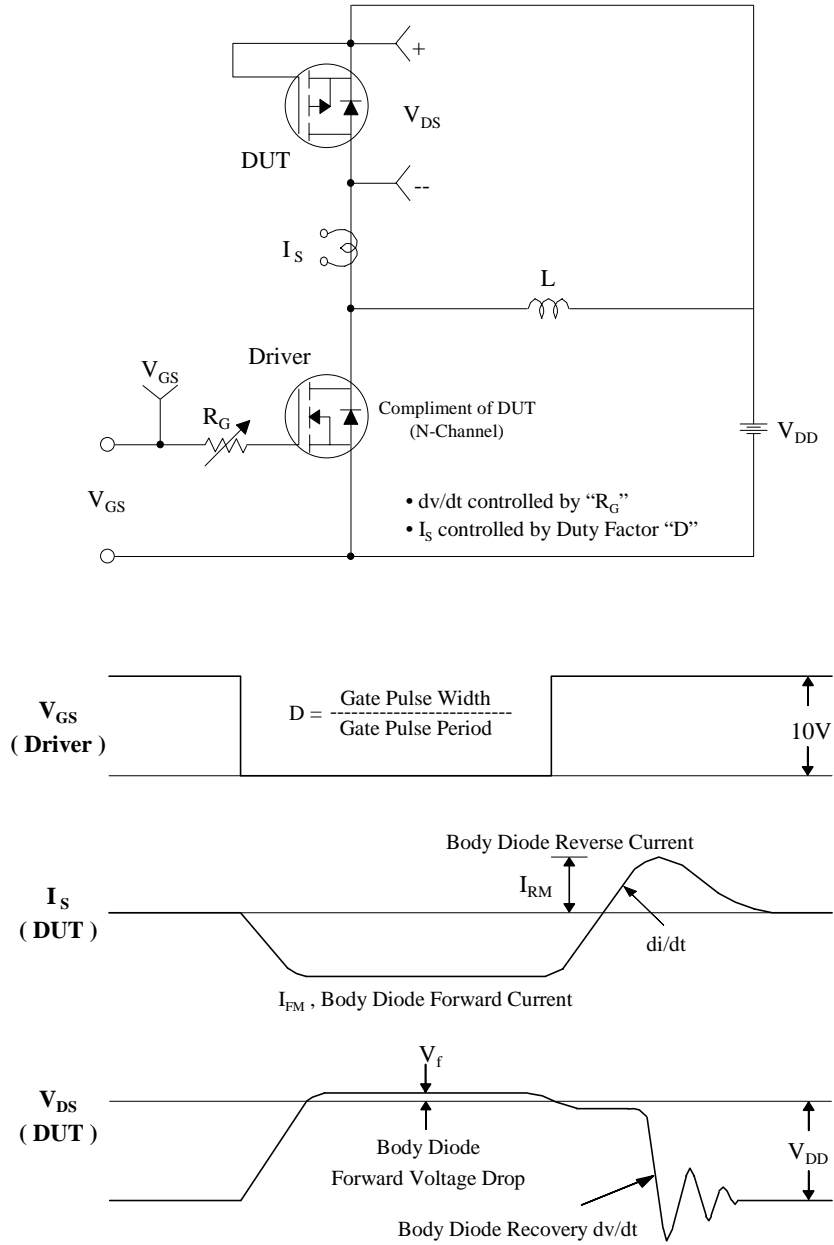 +
V_DS
DUT
--
I_S
L
Driver
V_GS
R_G
Compliment of DUT
(N-Channel)
V_DD
V_GS
• dv/dt controlled by “R_G”
• I_S controlled by Duty Factor “D”
V_GS
( Driver )
D = Gate Pulse Width
Gate Pulse Period
10V
Body Diode Reverse Current
I_S
( DUT )
I_RM
di/dt
I_FM , Body Diode Forward Current
V_f
V_DS
( DUT )
Body Diode
Forward Voltage Drop
V_DD
Body Diode Recovery dv/dt